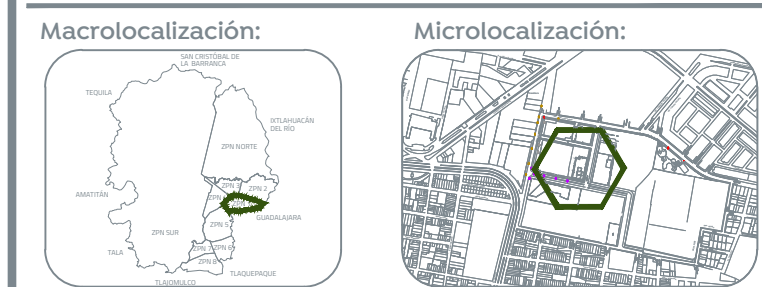 Macrolocalización:
Microlocalización:
SAN CRISTÓBAL DE
LA BARRANCA
TEQUILA
IXTLAHUACÁN
DEL RÍO
ZPN NORTE
ZPN 3
ZPN 2
AMATITÁN
ZPN
GUADALAJARA
ZPN 5
ZPN SUR
ZPN 7
ZPN 6
TALA
ZPN 8
TLAQUEPAQUE
TLAJOMULCO